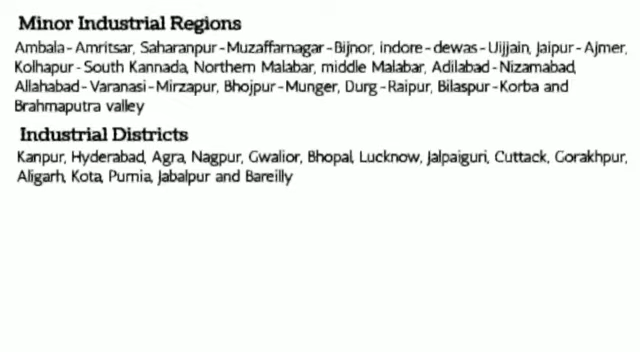 Minor Industrial Regions
Ambala-Amritsar, Saharanpur-Muzaffarnagar-Bijnor, indore-dewas-Uijjain, Jaipur-Ajmer,
Kolhapur-South Kannada, Northern Malabar, middle Malabar, Adilabad-Nizamabad,
Allahabad-Varanasi-Mirzapur, Bhojpur-Munger, Durg-Raipur, Bilaspur-Korba and
Brahmaputra valley
Industrial Districts
Kanpur, Hyderabad, Agra, Nagpur, Gwalior, Bhopal, Lucknow, Jalpaiguri, Cuttack, Gorakhpur,
Aligarh, Kota, Purnia, Jabalpur and Bareilly